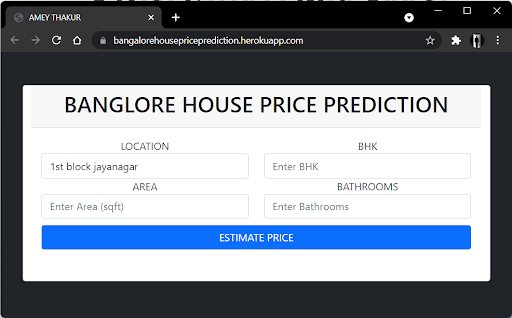 AMEY THAKUR
bangalorehousepriceprediction.herokuapp.com
BANGLORE HOUSE PRICE PREDICTION
LOCATION BHK
1st block jayanagar Enter BHK
AREA BATHROOMS
Enter Area (sqft) Enter Bathrooms
ESTIMATE PRICE